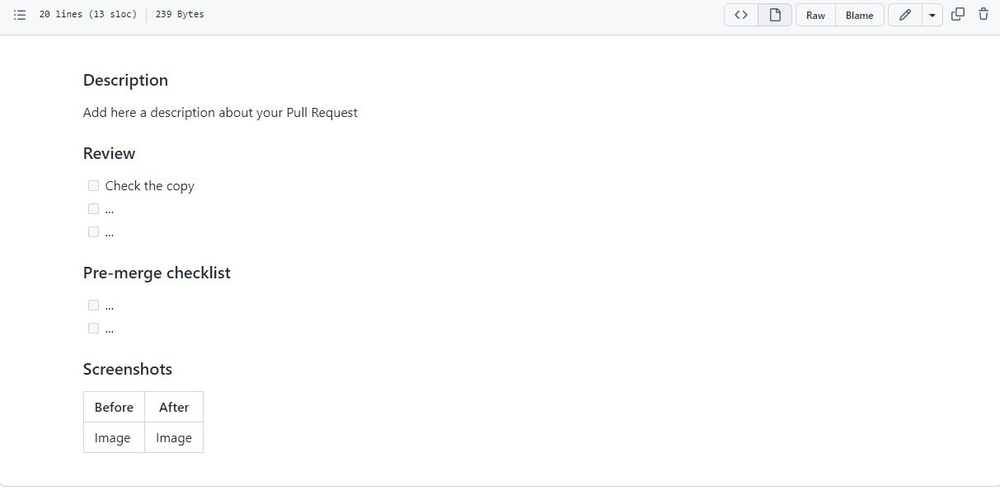 20 lines (13 sloc) 239 Bytes Raw Blame
Description
Add here a description about your Pull Request
Review
Check the copy
...
...
Pre-merge checklist
...
...
Screenshots
Before After
Image Image